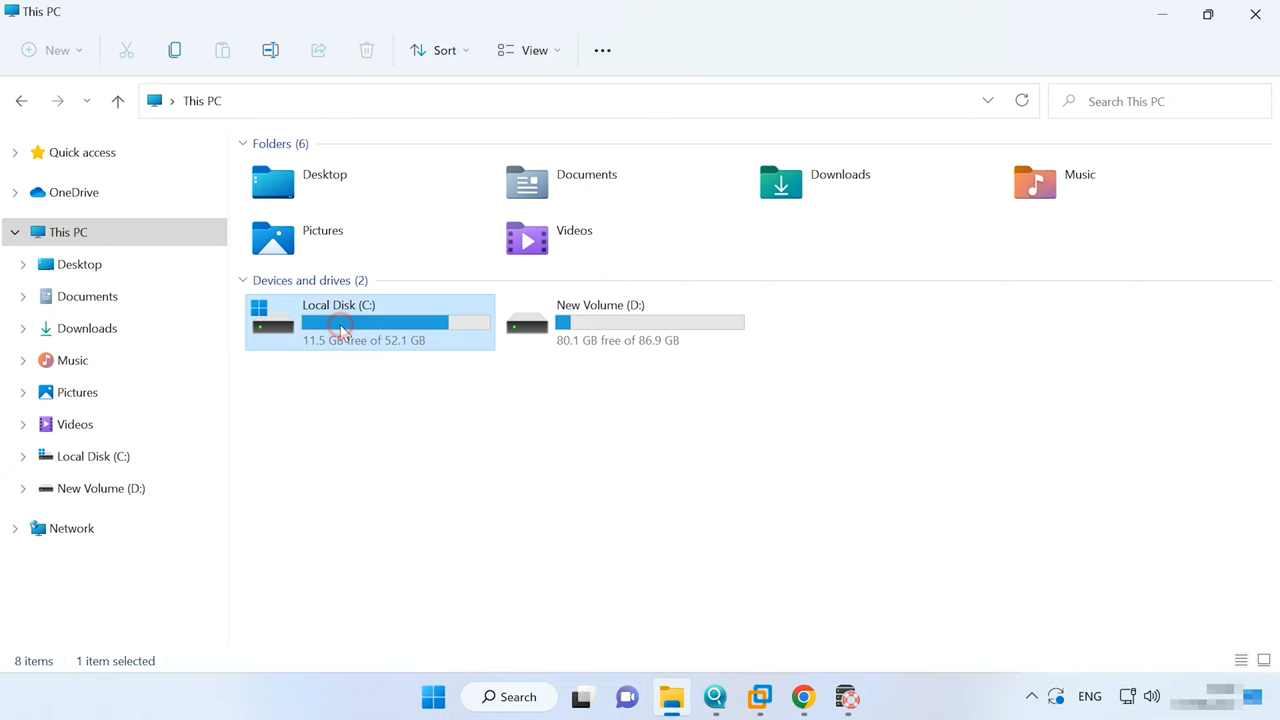 This PC
New
Sort
View
This PC
Search This PC
Quick access
OneDrive
This PC
Desktop
Documents
Downloads
Music
Pictures
Videos
Local Disk (C:)
New Volume (D:)
Network
Folders (6)
Desktop
Documents
Downloads
Music
Pictures
Videos
Devices and drives (2)
Local Disk (C:)
11.5 GB free of 52.1 GB
New Volume (D:)
80.1 GB free of 86.9 GB
8 items 1 item selected
Search
ENG